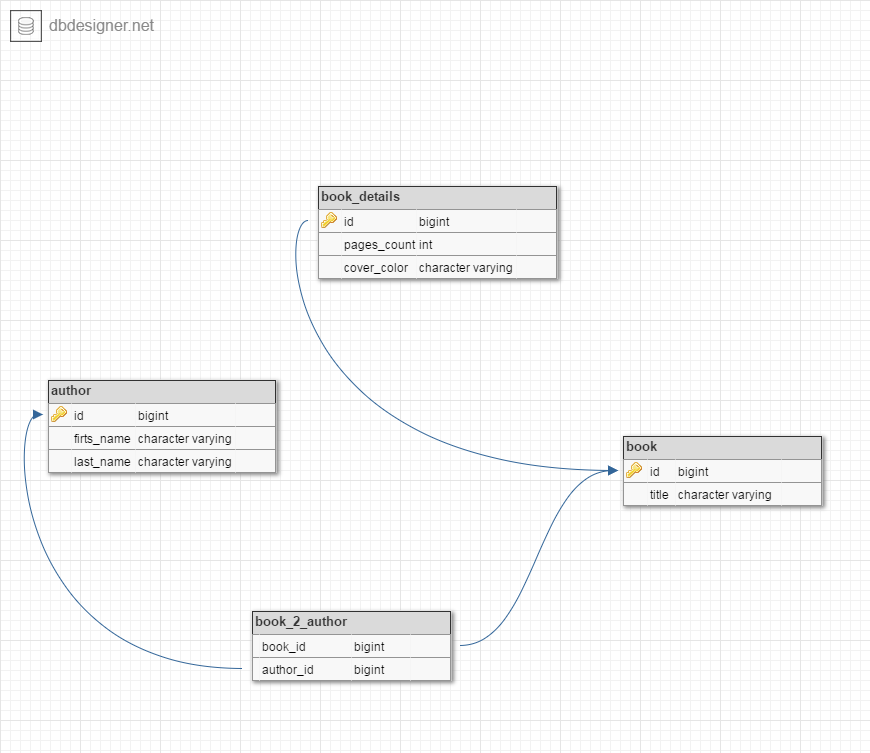 dbdesigner.net
book_details
id bigint
pages_count int
cover_color character varying
author
id bigint
firts_name character varying
last_name character varying
book
id bigint
title character varying
book_2_author
book_id bigint
author_id bigint